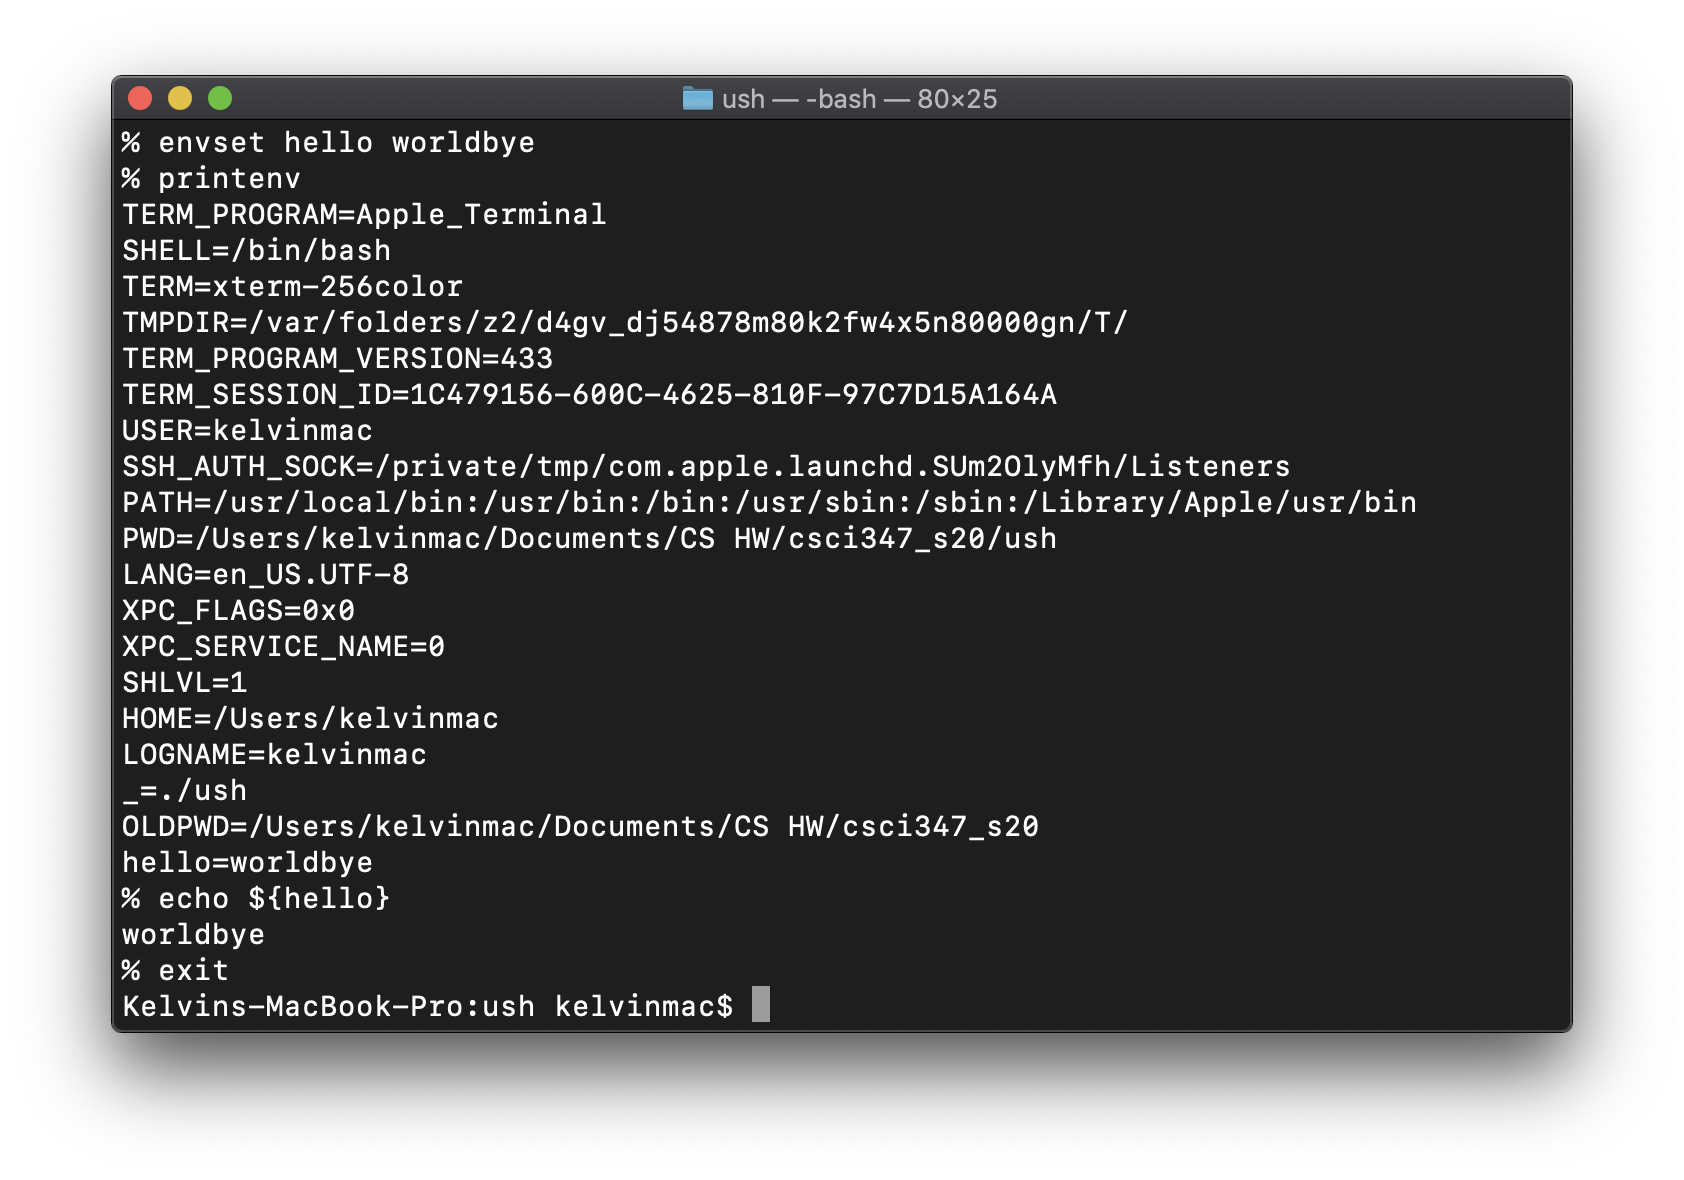 ush — -bash — 80×25
% envset hello worldbye
% printenv
TERM_PROGRAM=Apple_Terminal
SHELL=/bin/bash
TERM=xterm-256color
TMPDIR=/var/folders/z2/d4gv_dj54878m80k2fw4x5n80000gn/T/
TERM_PROGRAM_VERSION=433
TERM_SESSION_ID=1C479156-600C-4625-810F-97C7D15A164A
USER=kelvinmac
SSH_AUTH_SOCK=/private/tmp/com.apple.launchd.SUm2OlyMfh/Listeners
PATH=/usr/local/bin:/usr/bin:/bin:/usr/sbin:/sbin:/Library/Apple/usr/bin
PWD=/Users/kelvinmac/Documents/CS HW/csci347_s20/ush
LANG=en_US.UTF-8
XPC_FLAGS=0x0
XPC_SERVICE_NAME=0
SHLVL=1
HOME=/Users/kelvinmac
LOGNAME=kelvinmac
_=./ush
OLDPWD=/Users/kelvinmac/Documents/CS HW/csci347_s20
hello=worldbye
% echo ${hello}
worldbye
% exit
Kelvins-MacBook-Pro:ush kelvinmac$